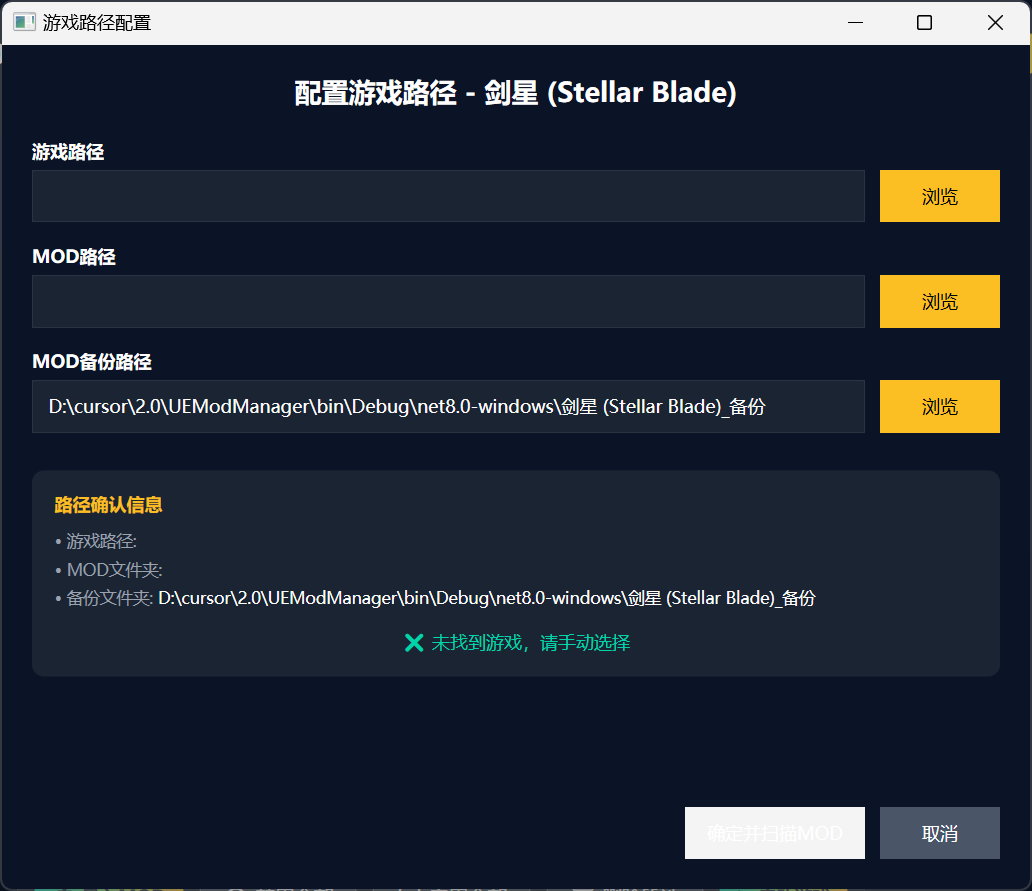 游戏路径配置
配置游戏路径 - 剑星 (Stellar Blade)
游戏路径
浏览
MOD路径
浏览
MOD备份路径
D:\cursor\2.0\UEModManager\bin\Debug\net8.0-windows\剑星 (Stellar Blade)_备份
浏览
路径确认信息
• 游戏路径:
• MOD文件夹:
• 备份文件夹: D:\cursor\2.0\UEModManager\bin\Debug\net8.0-windows\剑星 (Stellar Blade)_备份
❌ 未找到游戏，请手动选择
确定并扫描MOD
取消